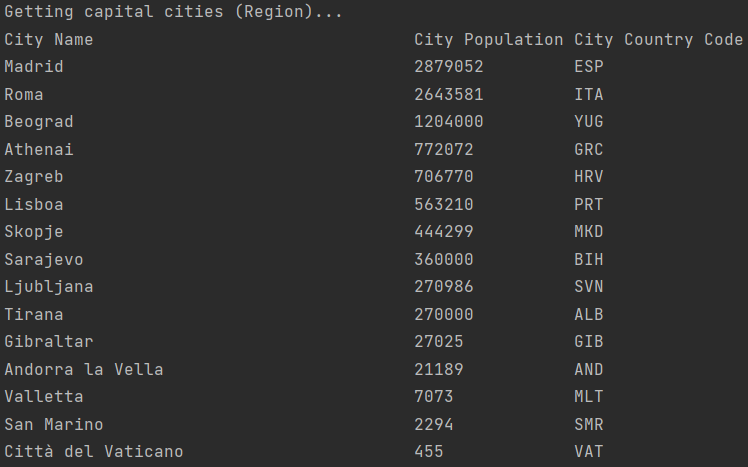 Getting capital cities (Region)...
City Name City Population City Country Code
Madrid 2879052 ESP
Roma 2643581 ITA
Beograd 1204000 YUG
Athenai 772072 GRC
Zagreb 706770 HRV
Lisboa 563210 PRT
Skopje 444299 MKD
Sarajevo 360000 BIH
Ljubljana 270986 SVN
Tirana 270000 ALB
Gibraltar 27025 GIB
Andorra la Vella 21189 AND
Valletta 7073 MLT
San Marino 2294 SMR
Città del Vaticano 455 VAT